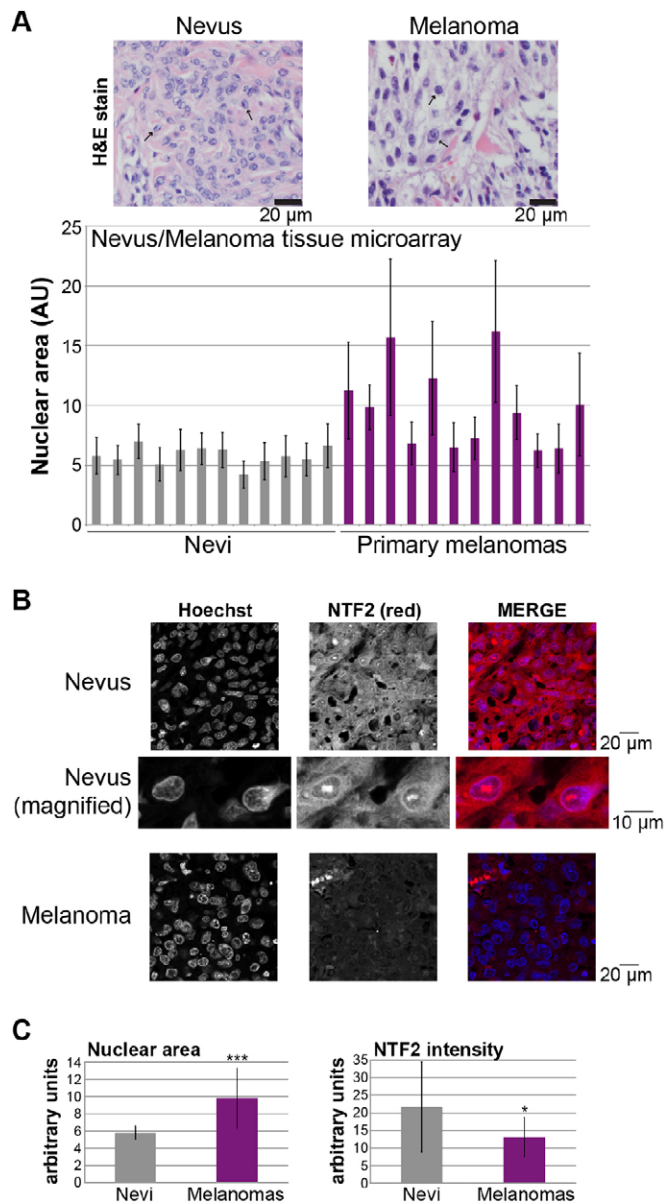 A
Nevus
Melanoma
H&E stain
20 µm
20 µm
Nevus/Melanoma tissue microarray
Nuclear area (AU)
25
20
15
10
5
0
Nevi
Primary melanomas
B
Hoechst
NTF2 (red)
MERGE
Nevus
20 µm
Nevus
(magnified)
10 µm
Melanoma
20 µm
C
Nuclear area
arbitrary units
14
12
10
8
6
4
2
0
***
Nevi
Melanomas
NTF2 intensity
arbitrary units
35
30
25
20
15
10
5
0
*
Nevi
Melanomas